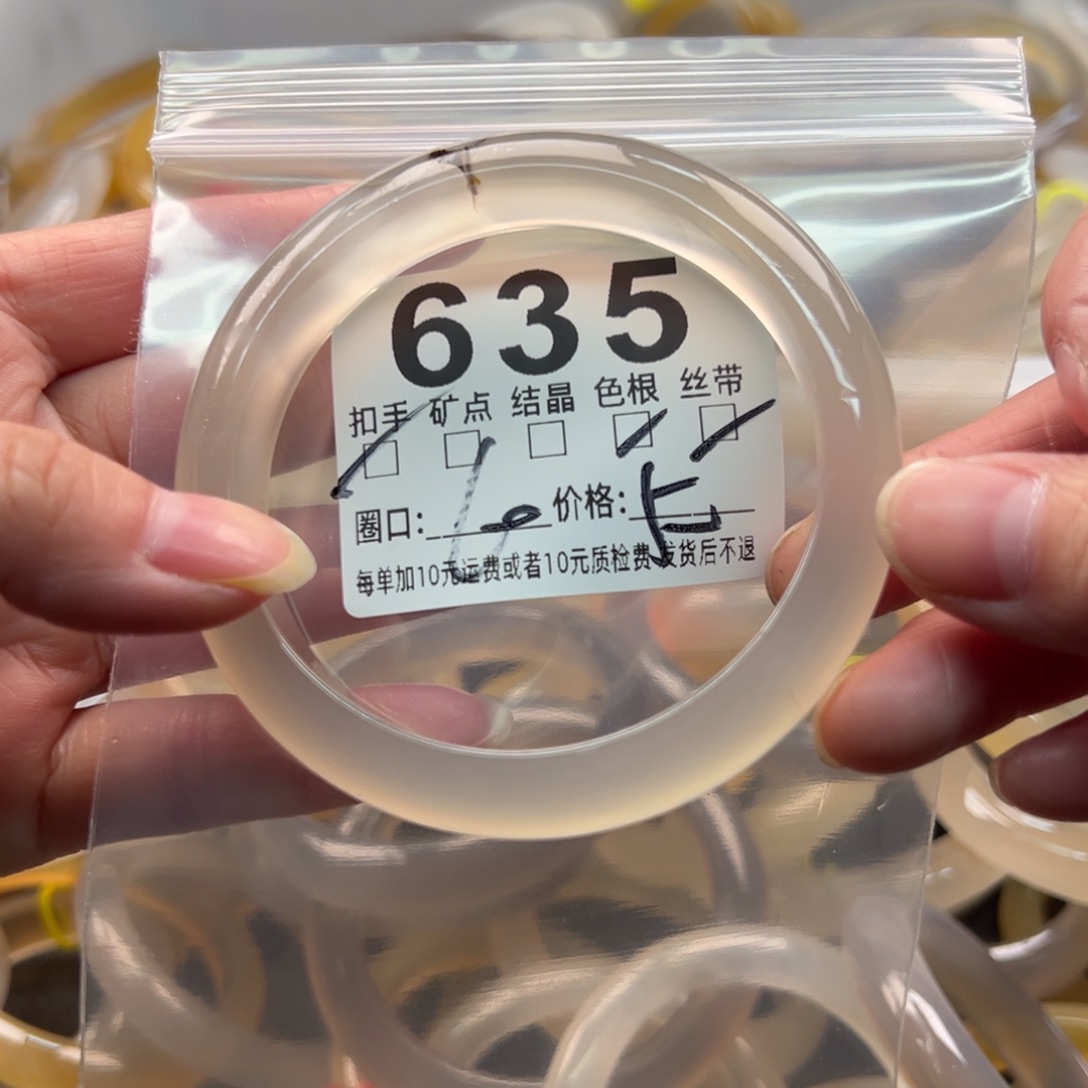 635
扣手 矿点 结晶 色根 丝带
圈口: 价格:
每单加10元运费或者10元质检费发货后不退